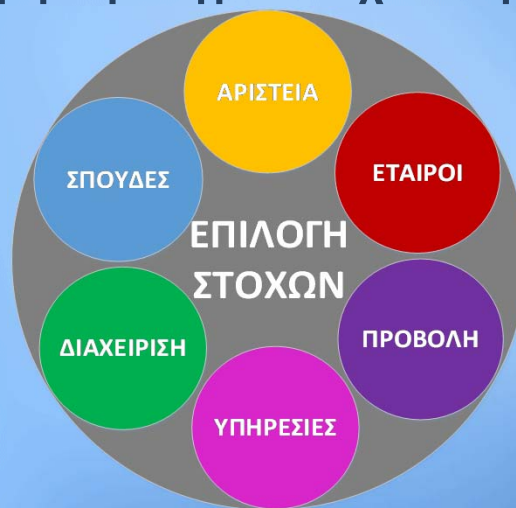 ΑΡΙΣΤΕΙΑ
ΣΠΟΥΔΕΣ
ΕΤΑΙΡΟΙ
ΕΠΙΛΟΓΗ
ΣΤΟΧΩΝ
ΔΙΑΧΕΙΡΙΣΗ
ΠΡΟΒΟΛΗ
ΥΠΗΡΕΣΙΕΣ